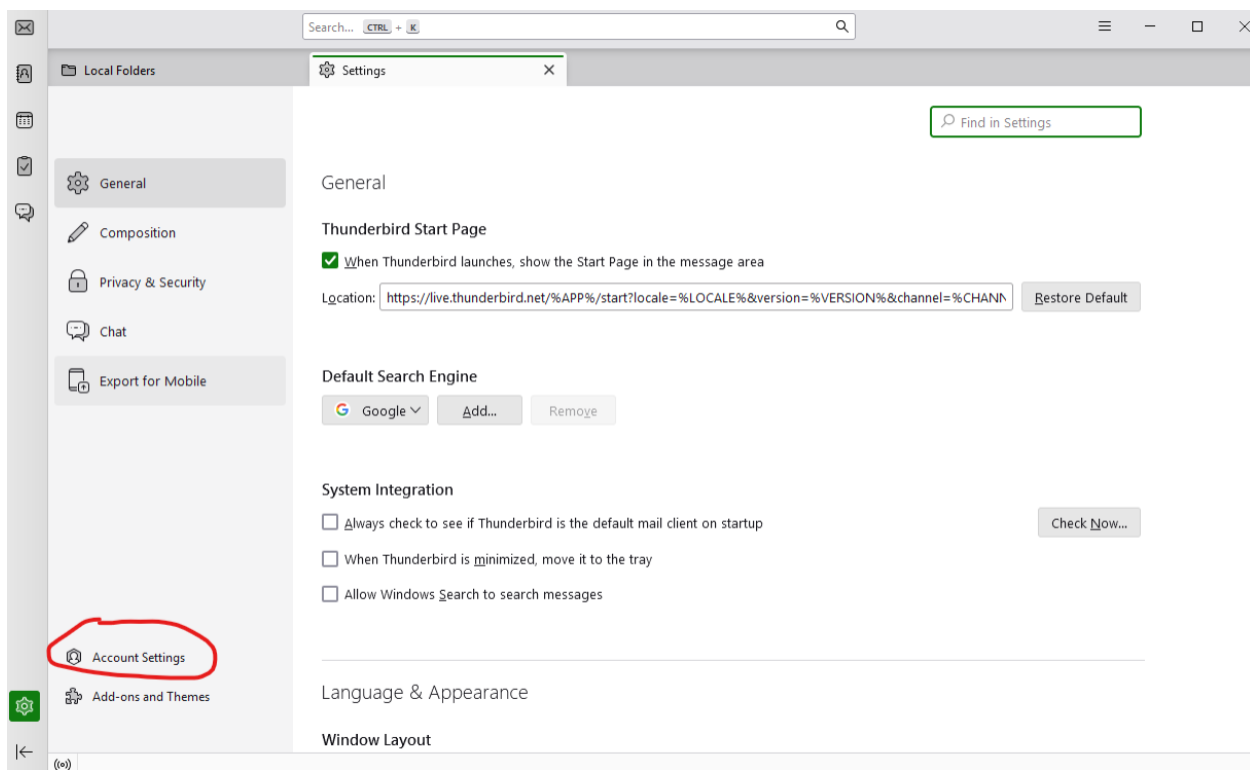 Search... CTRL + K
Local Folders
Settings
Find in Settings
General
Composition
Privacy & Security
Chat
Export for Mobile
Account Settings
Add-ons and Themes
General
Thunderbird Start Page
When Thunderbird launches, show the Start Page in the message area
Location: https://live.thunderbird.net/%APP%/start?locale=%LOCALE%&version=%VERSION%&channel=%CHANN Restore Default
Default Search Engine
Google Add... Remove
System Integration
Always check to see if Thunderbird is the default mail client on startup Check Now...
When Thunderbird is minimized, move it to the tray
Allow Windows Search to search messages
Language & Appearance
Window Layout